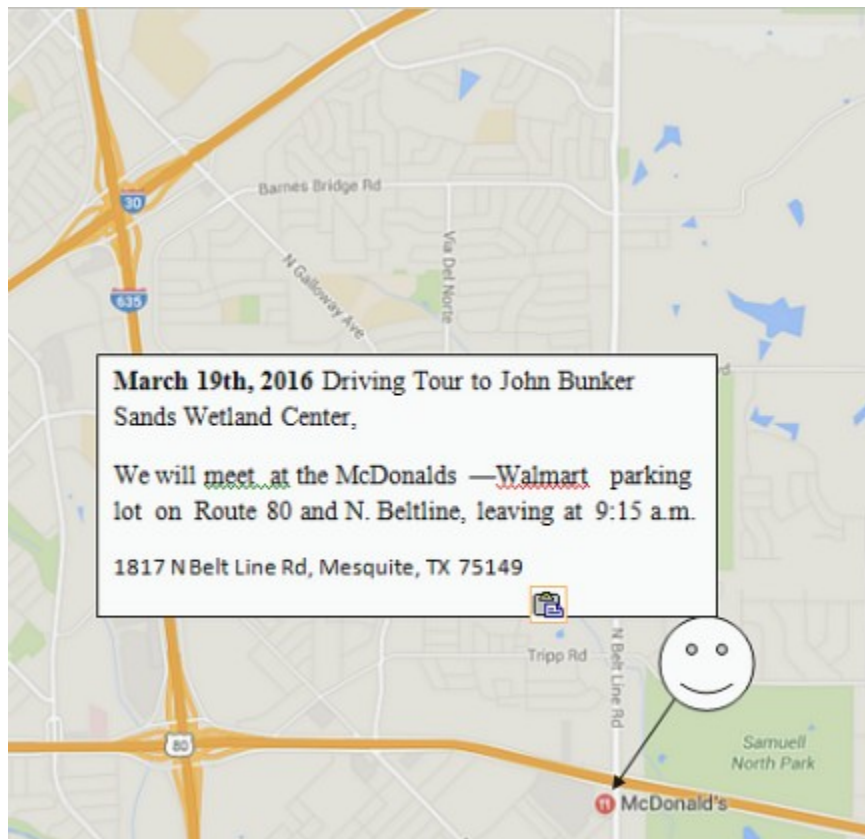 30
Barnes Bridge Rd
Via Del Norte
N Galloway Ave
635
March 19th, 2016 Driving Tour to John Bunker
Sands Wetland Center,
We will meet at the McDonalds —Walmart parking
lot on Route 80 and N. Beltline, leaving at 9:15 a.m.
1817 N Belt Line Rd, Mesquite, TX 75149
Tripp Rd
N Belt Line Rd
80
Samuell
North Park
McDonald's